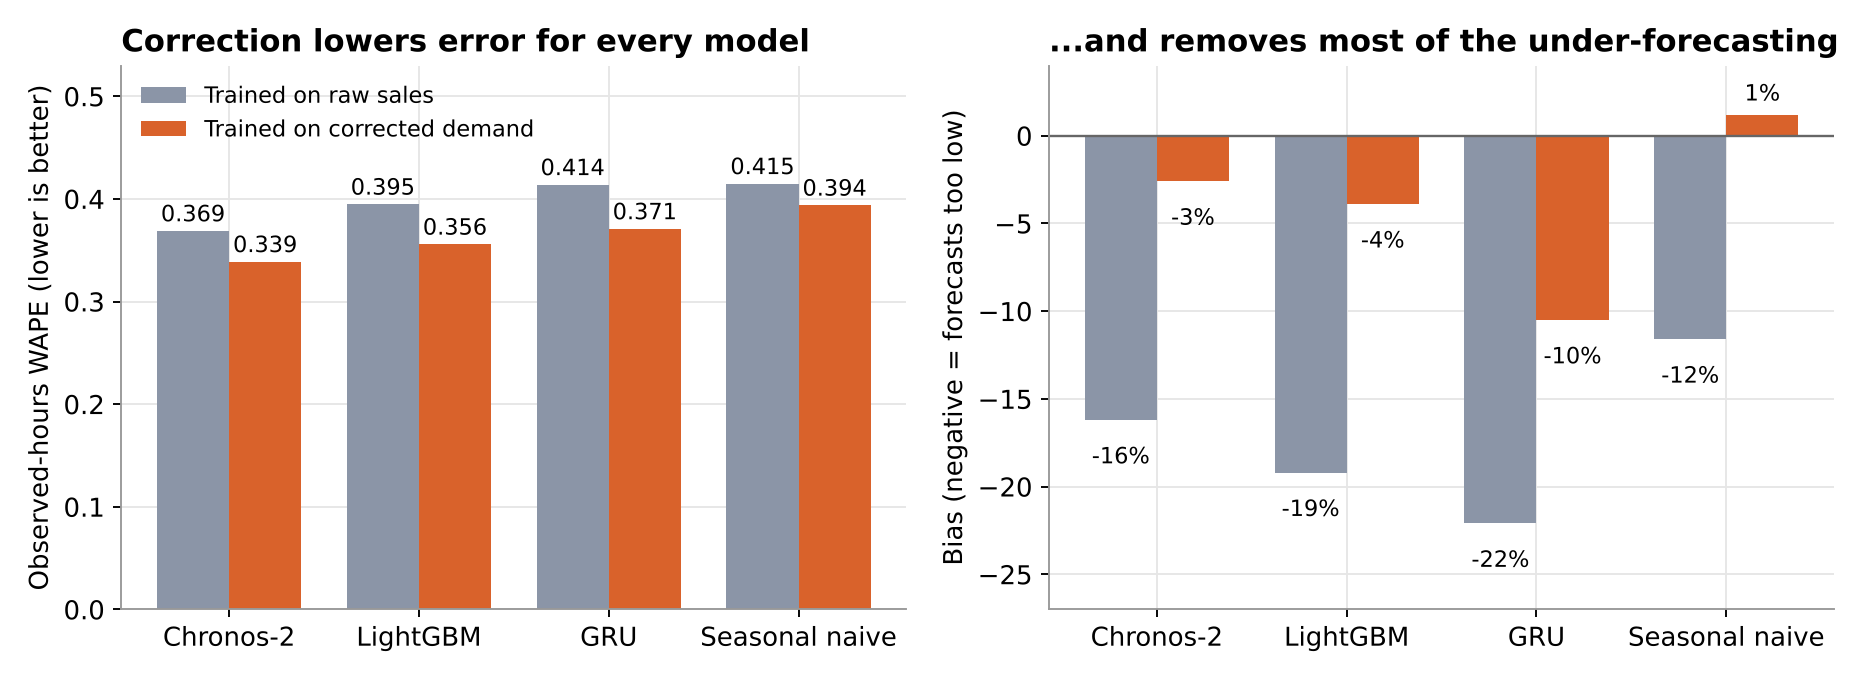 Correction lowers error for every model
Observed-hours WAPE (lower is better)
0.5
0.4
0.3
0.2
0.1
0.0
Trained on raw sales
Trained on corrected demand
0.369
0.339
0.395
0.356
0.414
0.371
0.415
0.394
Chronos-2
LightGBM
GRU
Seasonal naive
...and removes most of the under-forecasting
Bias (negative = forecasts too low)
0
−5
−10
−15
−20
−25
-16%
-3%
-19%
-4%
-22%
-10%
-12%
1%
Chronos-2
LightGBM
GRU
Seasonal naive